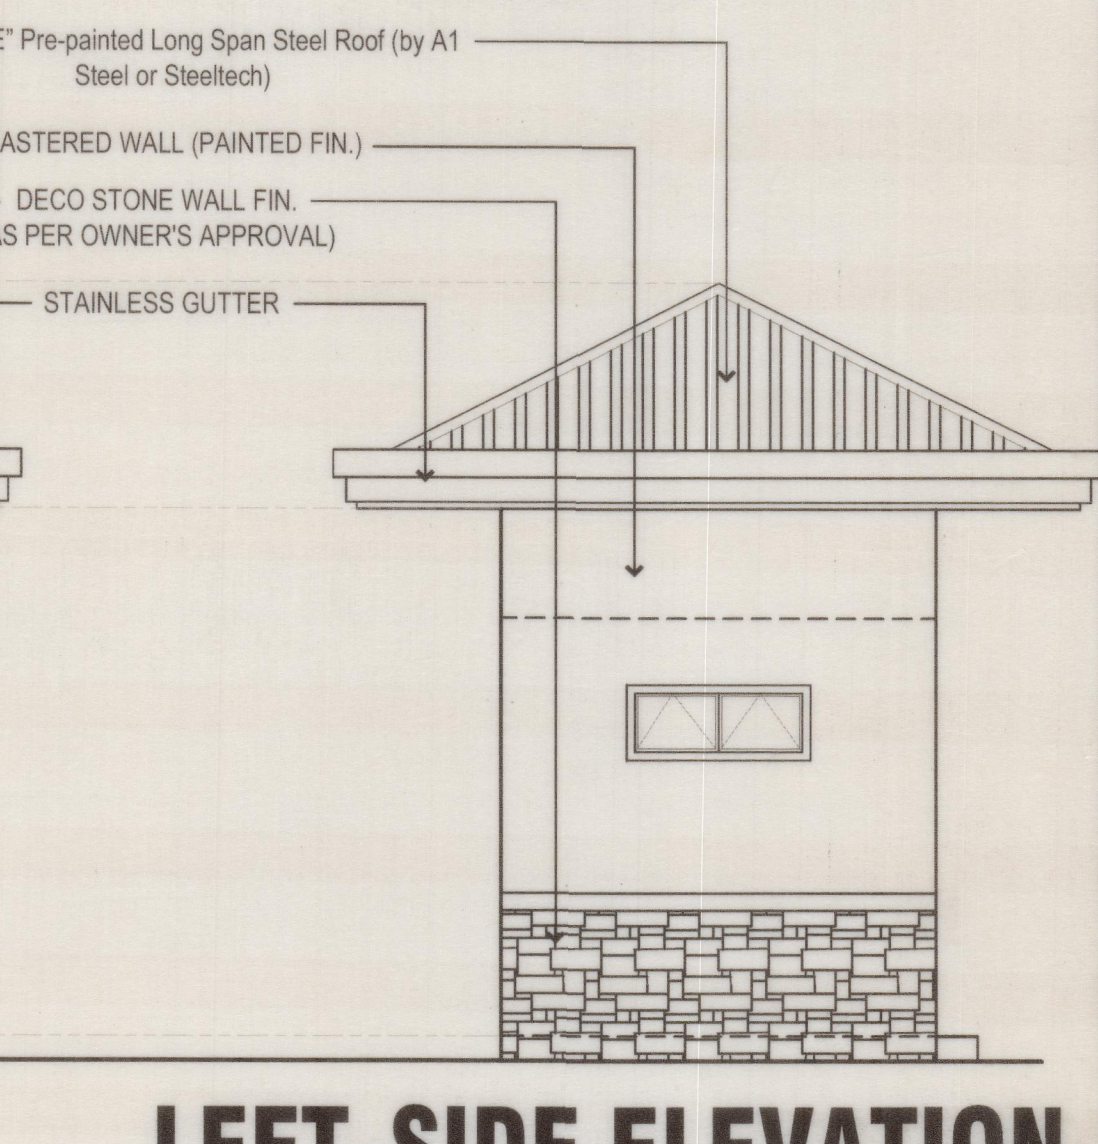 E" Pre-painted Long Span Steel Roof (by A1
Steel or Steeltech)
ASTERED WALL (PAINTED FIN.)
DECO STONE WALL FIN.
AS PER OWNER'S APPROVAL)
STAINLESS GUTTER
LEFT SIDE ELEVATION